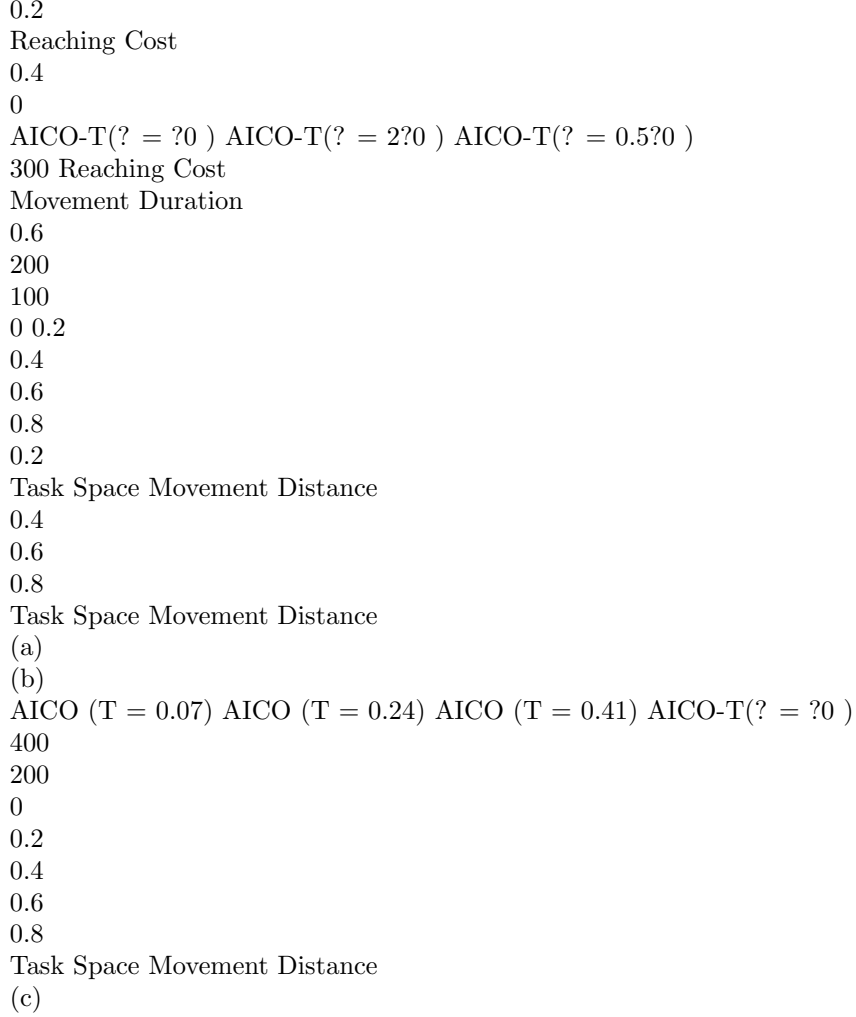 0.2
Reaching Cost
0.4
0
AICO-T(? = ?0 ) AICO-T(? = 2?0 ) AICO-T(? = 0.5?0 )
300 Reaching Cost
Movement Duration
0.6
200
100
0 0.2
0.4
0.6
0.8
0.2
Task Space Movement Distance
0.4
0.6
0.8
Task Space Movement Distance
(a)
(b)
AICO (T = 0.07) AICO (T = 0.24) AICO (T = 0.41) AICO-T(? = ?0 )
400
200
0
0.2
0.4
0.6
0.8
Task Space Movement Distance
(c)